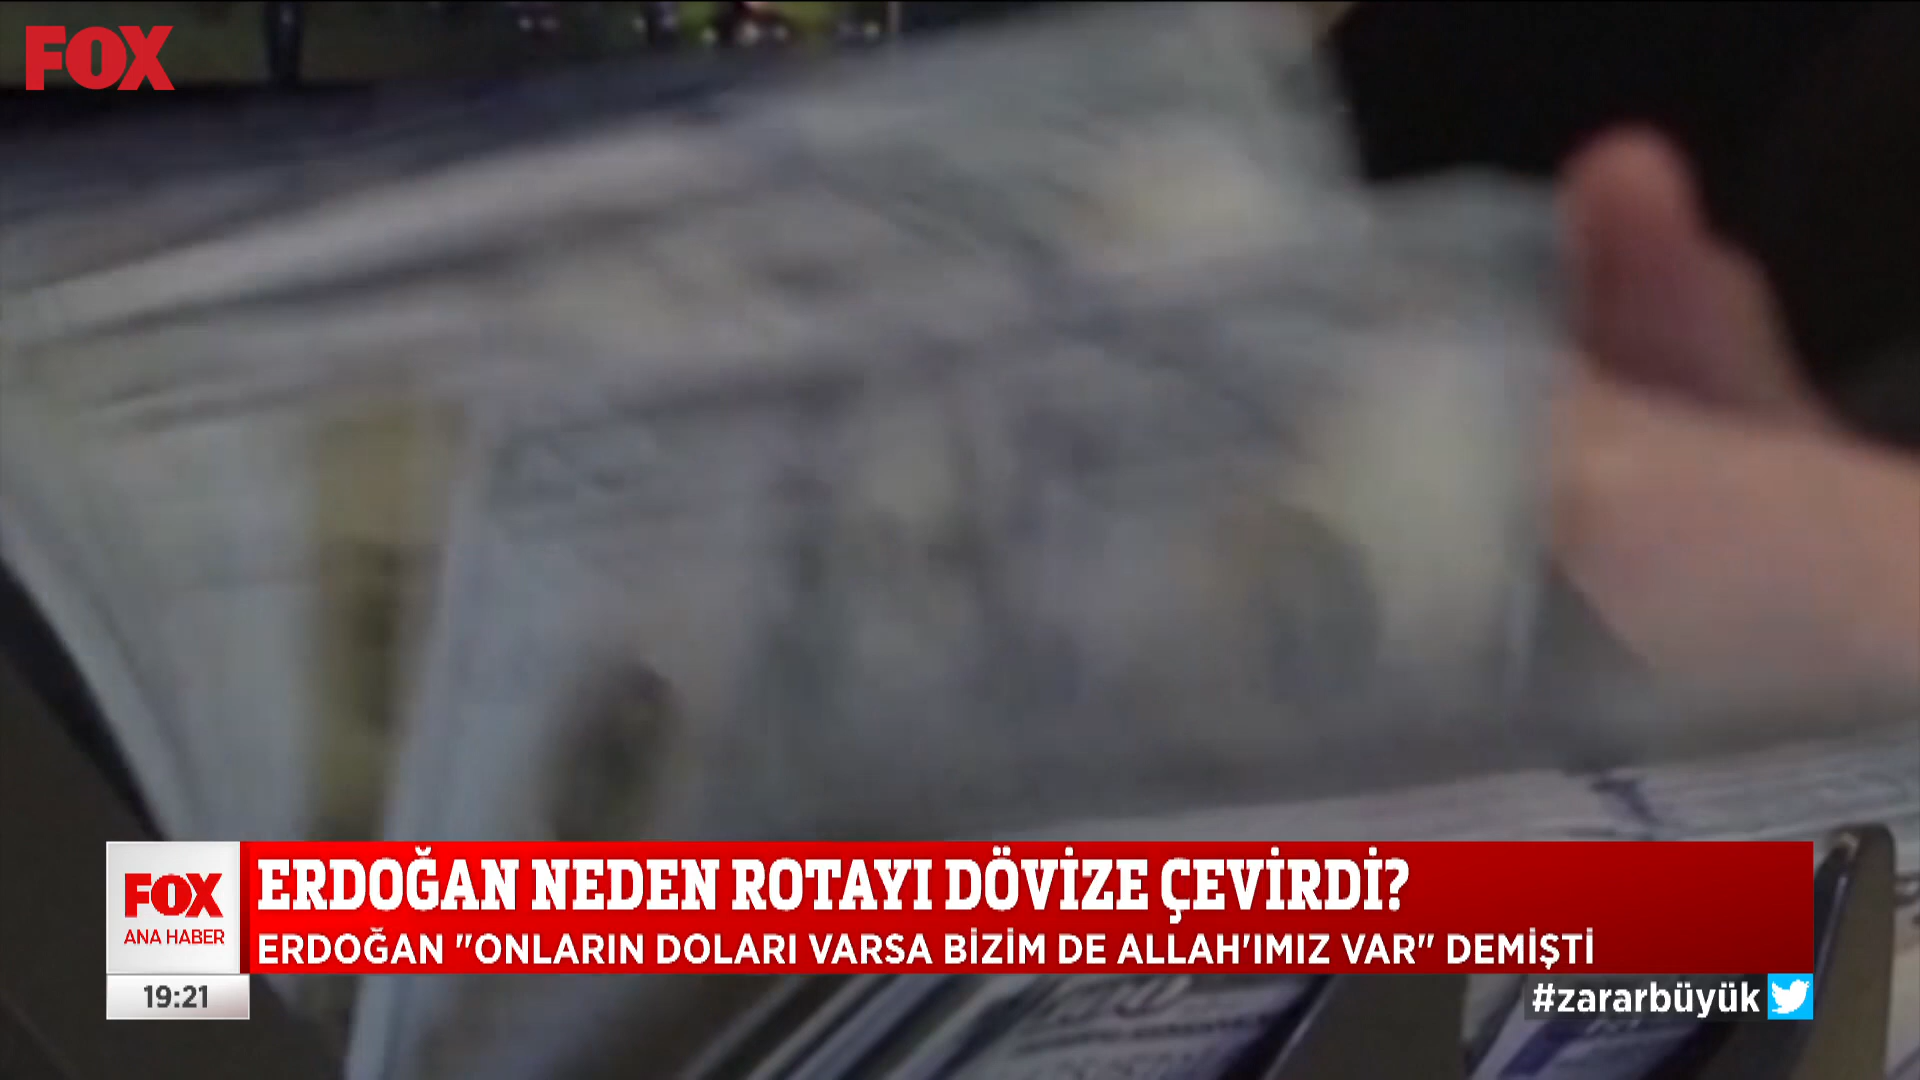 FOX
ERDOĞAN NEDEN ROTAYI DÖVİZE ÇEVİRDİ?
FOX
ANA HABER
ERDOĞAN "ONLARIN DOLARI VARSA BİZİM DE ALLAH'IMIZ VAR" DEMİŞTİ
19:21
#zararbüyük